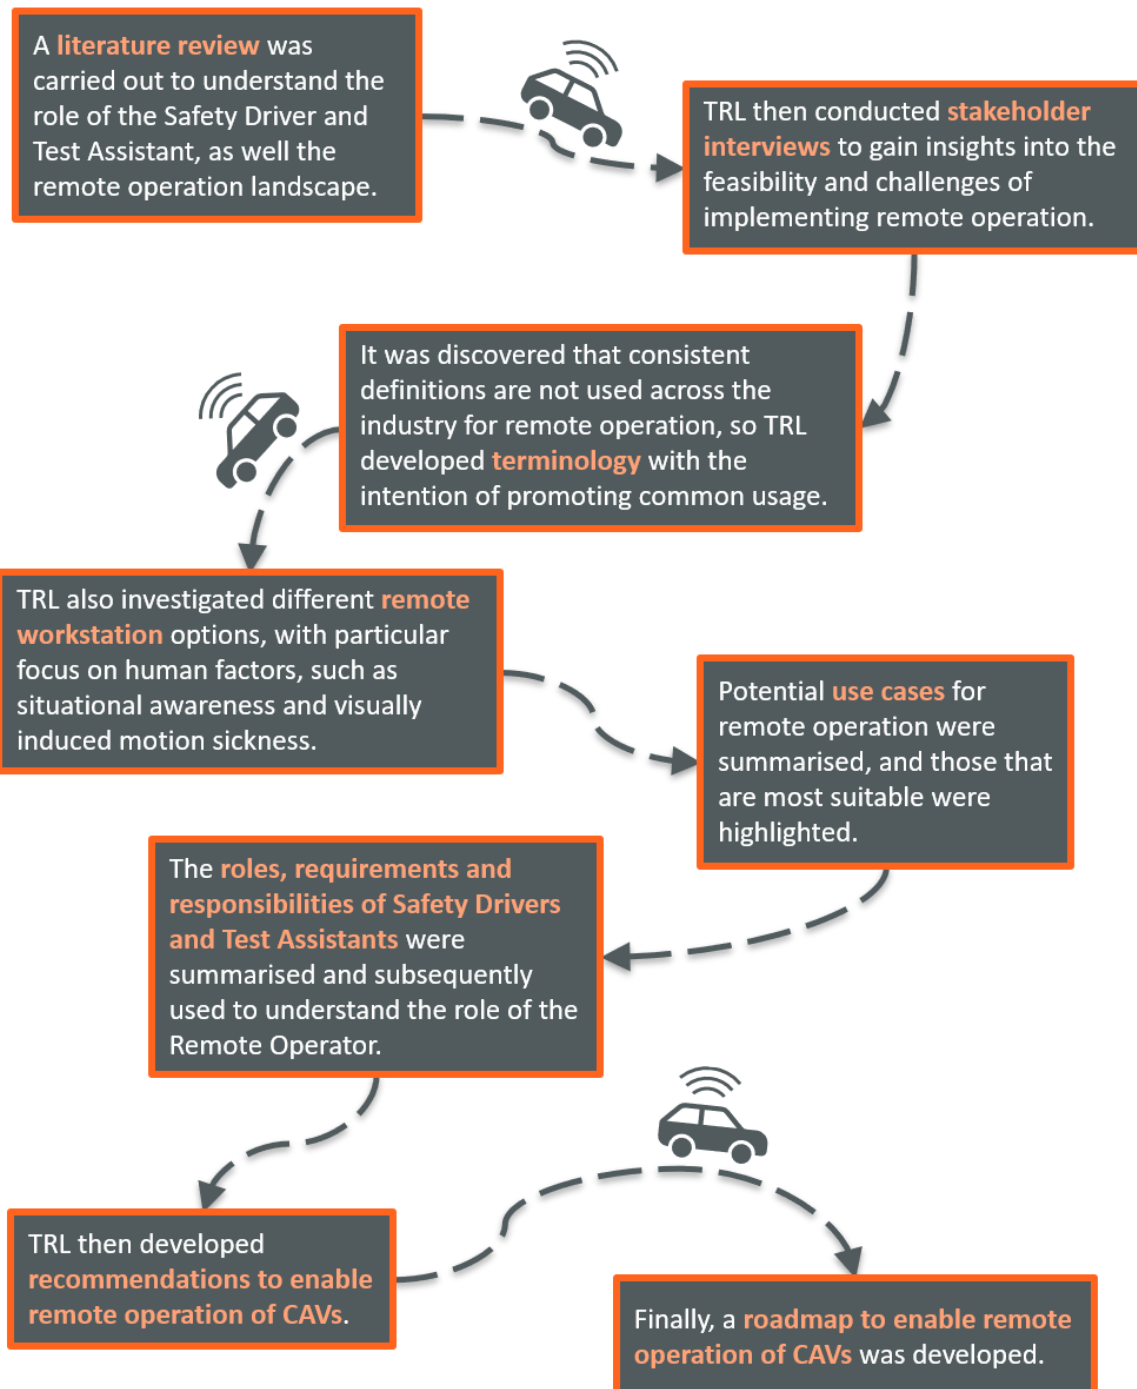 A literature review was
carried out to understand the
role of the Safety Driver and
Test Assistant, as well the
remote operation landscape.
TRL then conducted stakeholder
interviews to gain insights into the
feasibility and challenges of
implementing remote operation.
It was discovered that consistent
definitions are not used across the
industry for remote operation, so TRL
developed terminology with the
intention of promoting common usage.
TRL also investigated different remote
workstation options, with particular
focus on human factors, such as
situational awareness and visually
induced motion sickness.
Potential use cases for
remote operation were
summarised, and those that
are most suitable were
highlighted.
The roles, requirements and
responsibilities of Safety Drivers
and Test Assistants were
summarised and subsequently
used to understand the role of the
Remote Operator.
TRL then developed
recommendations to enable
remote operation of CAVs.
Finally, a roadmap to enable remote
operation of CAVs was developed.